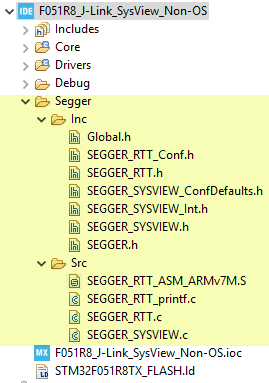 IDE F051R8_J-Link_SysView_Non-OS
Includes
Core
Drivers
Debug
Segger
Inc
Global.h
SEGGER_RTT_Conf.h
SEGGER_RTT.h
SEGGER_SYSVIEW_ConfDefaults.h
SEGGER_SYSVIEW_Int.h
SEGGER_SYSVIEW.h
SEGGER.h
Src
SEGGER_RTT_ASM_ARMv7M.S
SEGGER_RTT_printf.c
SEGGER_RTT.c
SEGGER_SYSVIEW.c
MX F051R8_J-Link_SysView_Non-OS.ioc
STM32F051R8TX_FLASH.ld